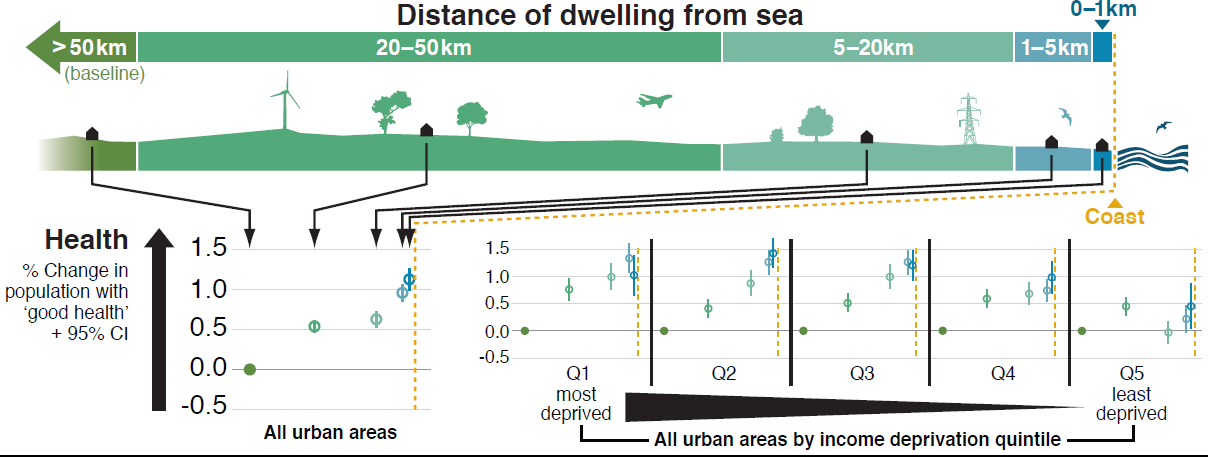 Distance of dwelling from sea
0–1km
> 50km
20–50km
5–20km
1–5km
(baseline)
Coast
Health
% Change in
population with
‘good health’
+ 95% CI
1.5
1.0
0.5
0.0
-0.5
All urban areas
1.5
1.0
0.5
0.0
-0.5
Q1
most
deprived
Q2
Q3
Q4
Q5
least
deprived
All urban areas by income deprivation quintile